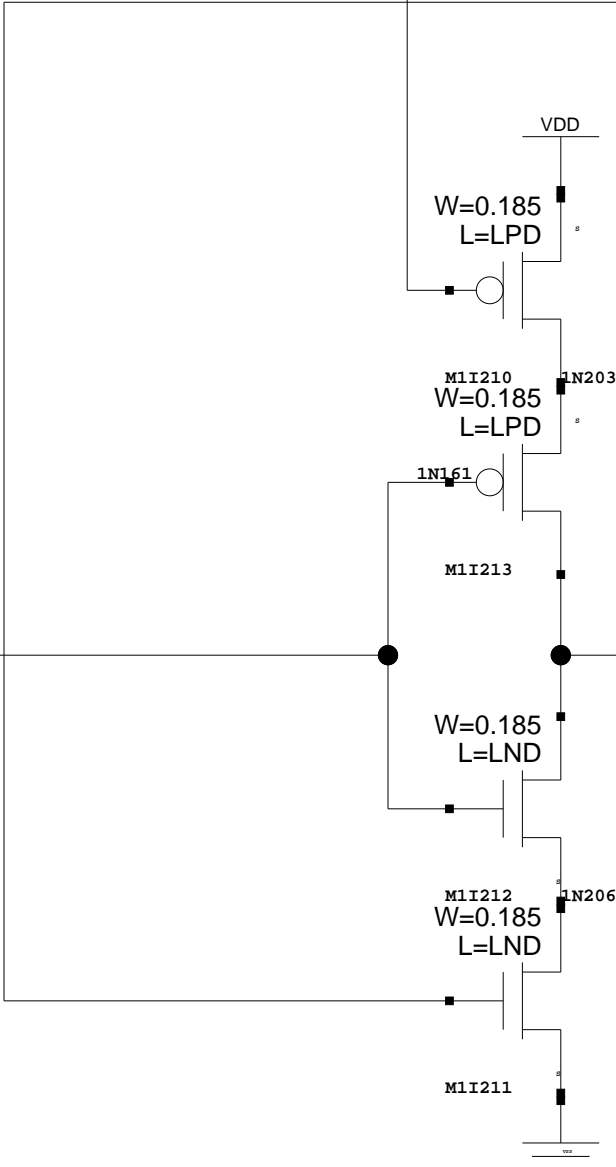 VDD
W=0.185
L=LPD
s
M1I210 1N203
W=0.185
L=LPD
s
1N161
M1I213
W=0.185
L=LND
s
M1I212 1N206
W=0.185
L=LND
s
M1I211
VSS